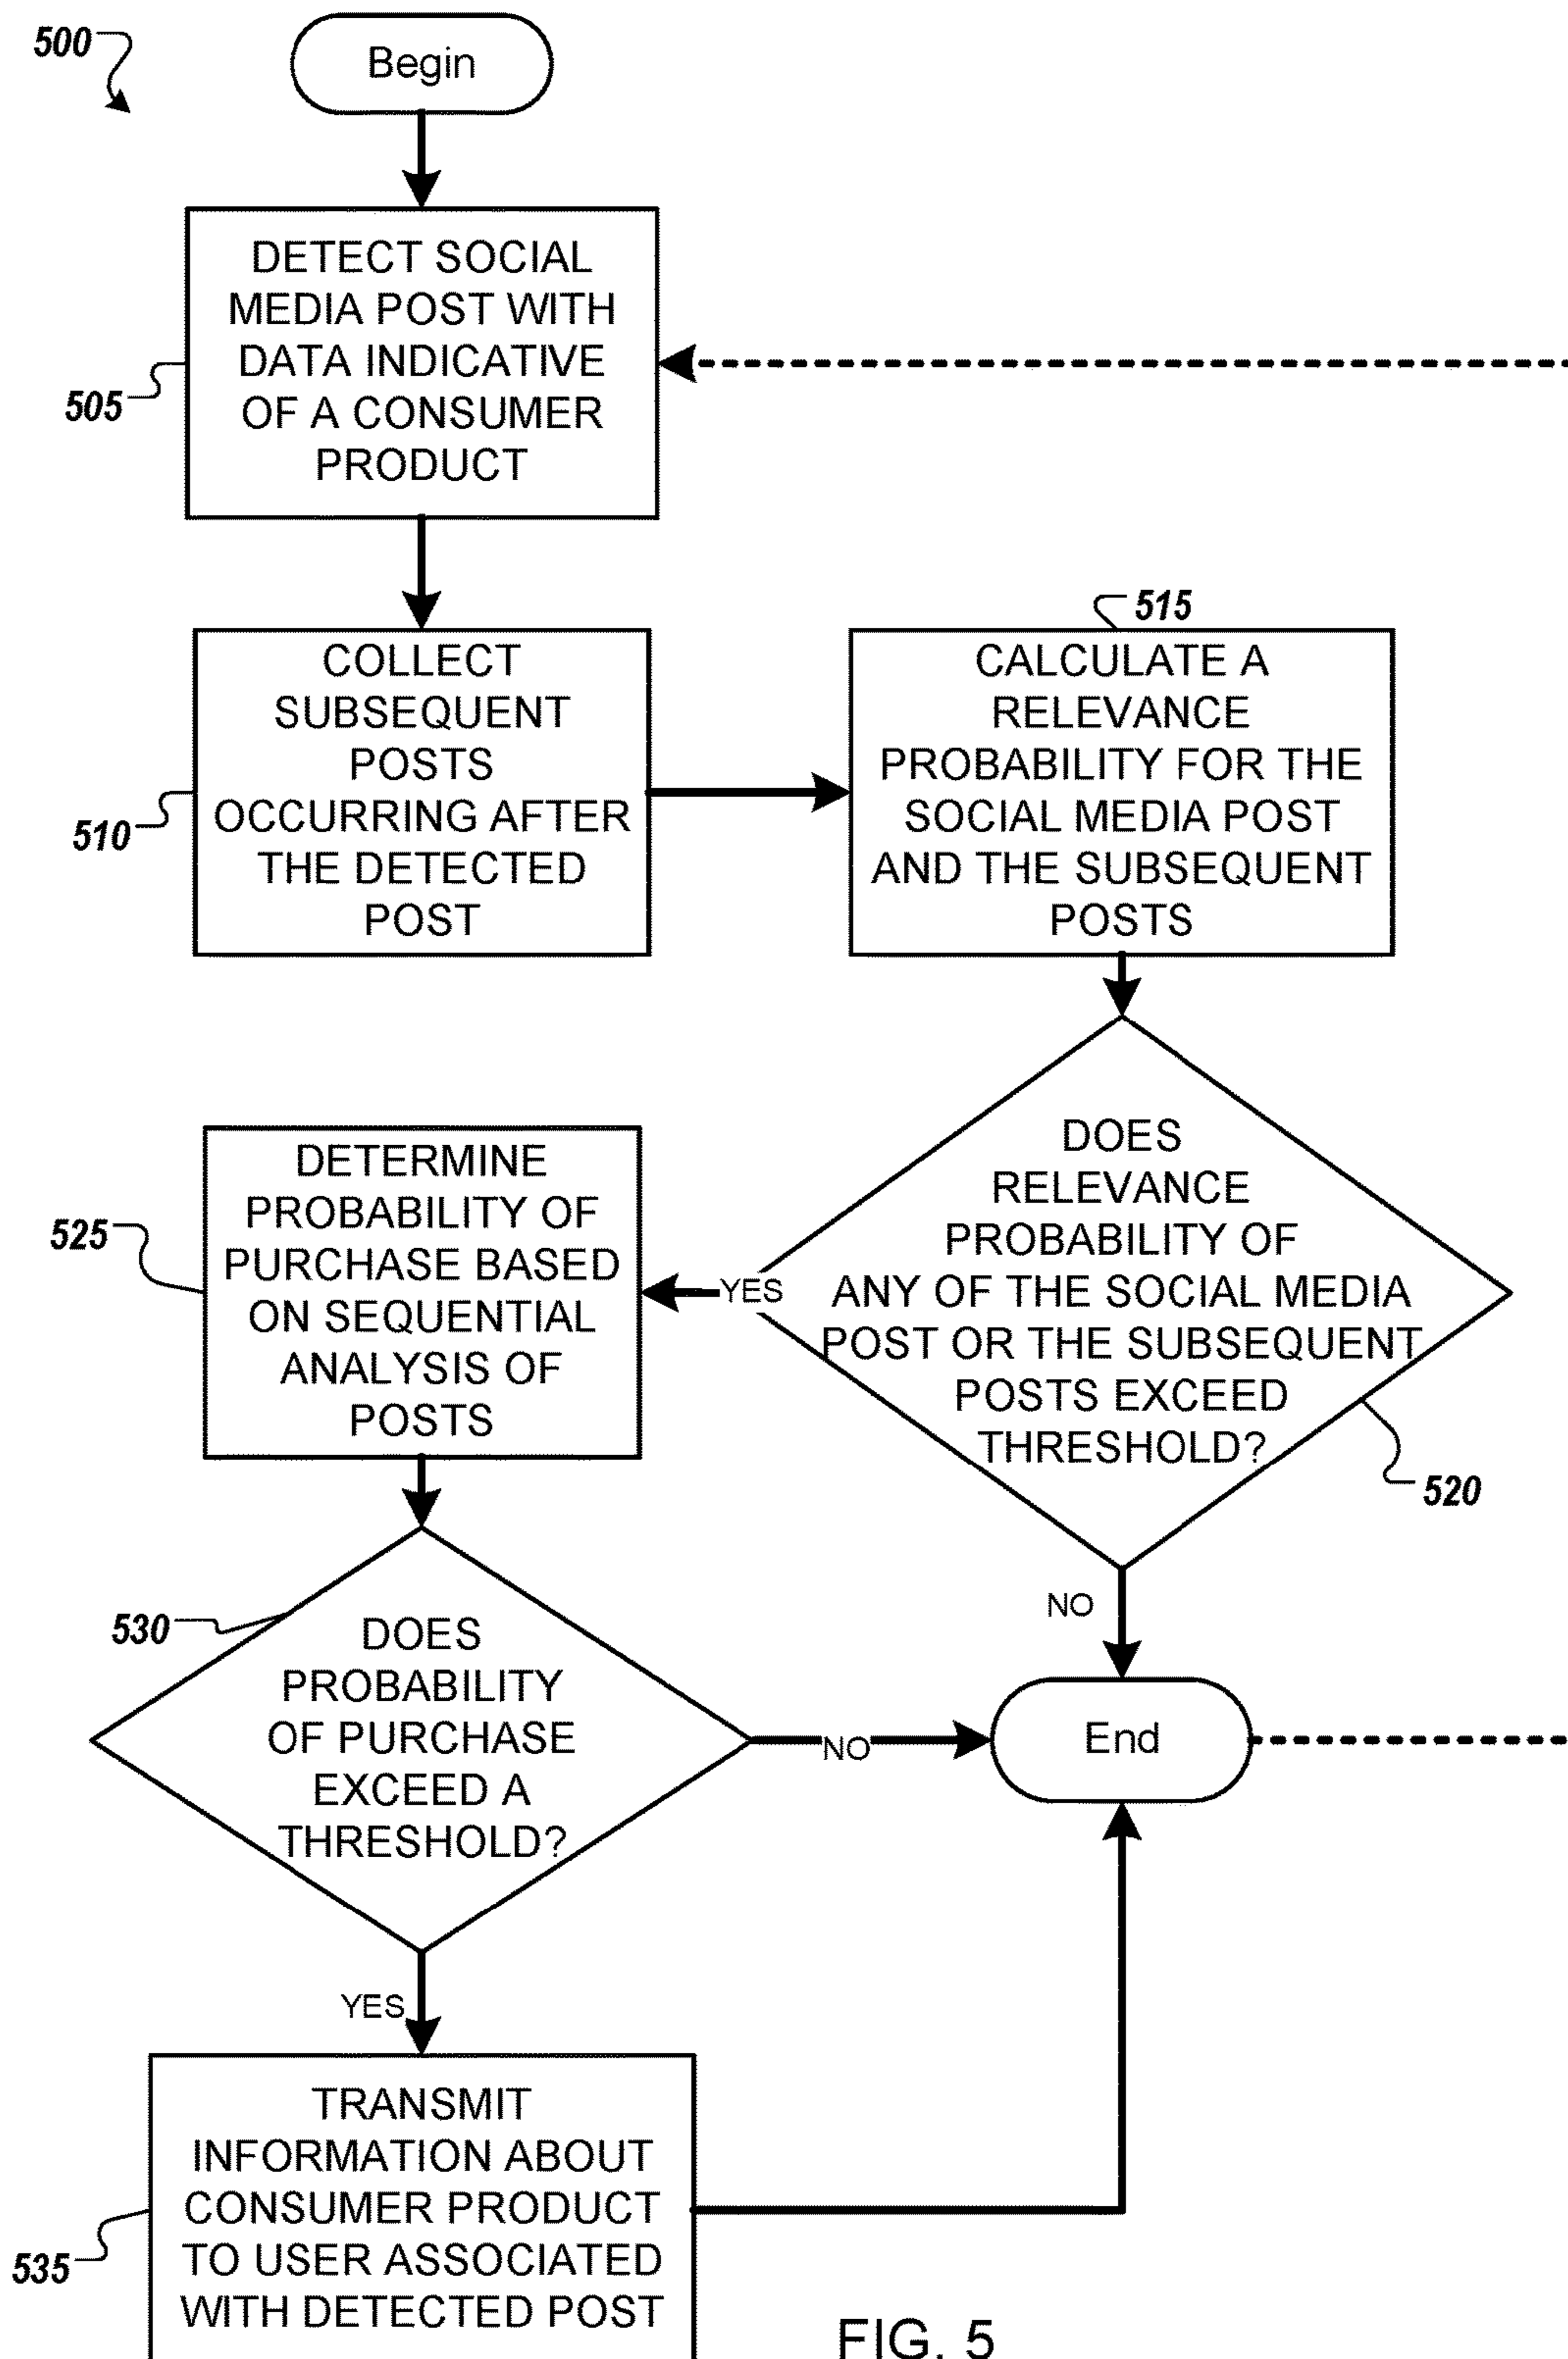 500
Begin
DETECT SOCIAL
MEDIA POST WITH
DATA INDICATIVE
OF A CONSUMER
PRODUCT
505
COLLECT
SUBSEQUENT
POSTS
OCCURRING AFTER
THE DETECTED
POST
510
515
CALCULATE A
RELEVANCE
PROBABILITY FOR THE
SOCIAL MEDIA POST
AND THE SUBSEQUENT
POSTS
DOES
RELEVANCE
PROBABILITY OF
ANY OF THE SOCIAL MEDIA
POST OR THE SUBSEQUENT
POSTS EXCEED
THRESHOLD?
520
YES
NO
DETERMINE
PROBABILITY OF
PURCHASE BASED
ON SEQUENTIAL
ANALYSIS OF
POSTS
525
530
DOES
PROBABILITY
OF PURCHASE
EXCEED A
THRESHOLD?
NO
End
YES
TRANSMIT
INFORMATION ABOUT
CONSUMER PRODUCT
TO USER ASSOCIATED
WITH DETECTED POST
535
FIG. 5